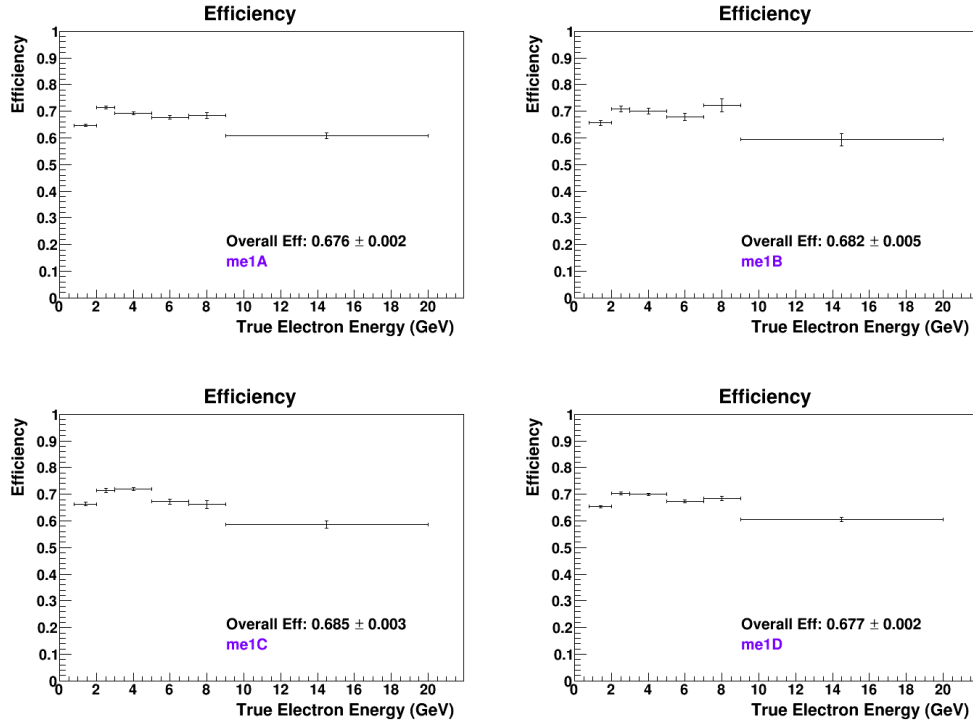 Efficiency
Efficiency
1
0.9
0.8
0.7
0.6
0.5
0.4
0.3
0.2
0.1
0
Overall Eff: 0.676 ± 0.002
me1A
0 2 4 6 8 10 12 14 16 18 20
True Electron Energy (GeV)
Efficiency
Efficiency
1
0.9
0.8
0.7
0.6
0.5
0.4
0.3
0.2
0.1
0
Overall Eff: 0.682 ± 0.005
me1B
0 2 4 6 8 10 12 14 16 18 20
True Electron Energy (GeV)
Efficiency
Efficiency
1
0.9
0.8
0.7
0.6
0.5
0.4
0.3
0.2
0.1
0
Overall Eff: 0.685 ± 0.003
me1C
0 2 4 6 8 10 12 14 16 18 20
True Electron Energy (GeV)
Efficiency
Efficiency
1
0.9
0.8
0.7
0.6
0.5
0.4
0.3
0.2
0.1
0
Overall Eff: 0.677 ± 0.002
me1D
0 2 4 6 8 10 12 14 16 18 20
True Electron Energy (GeV)